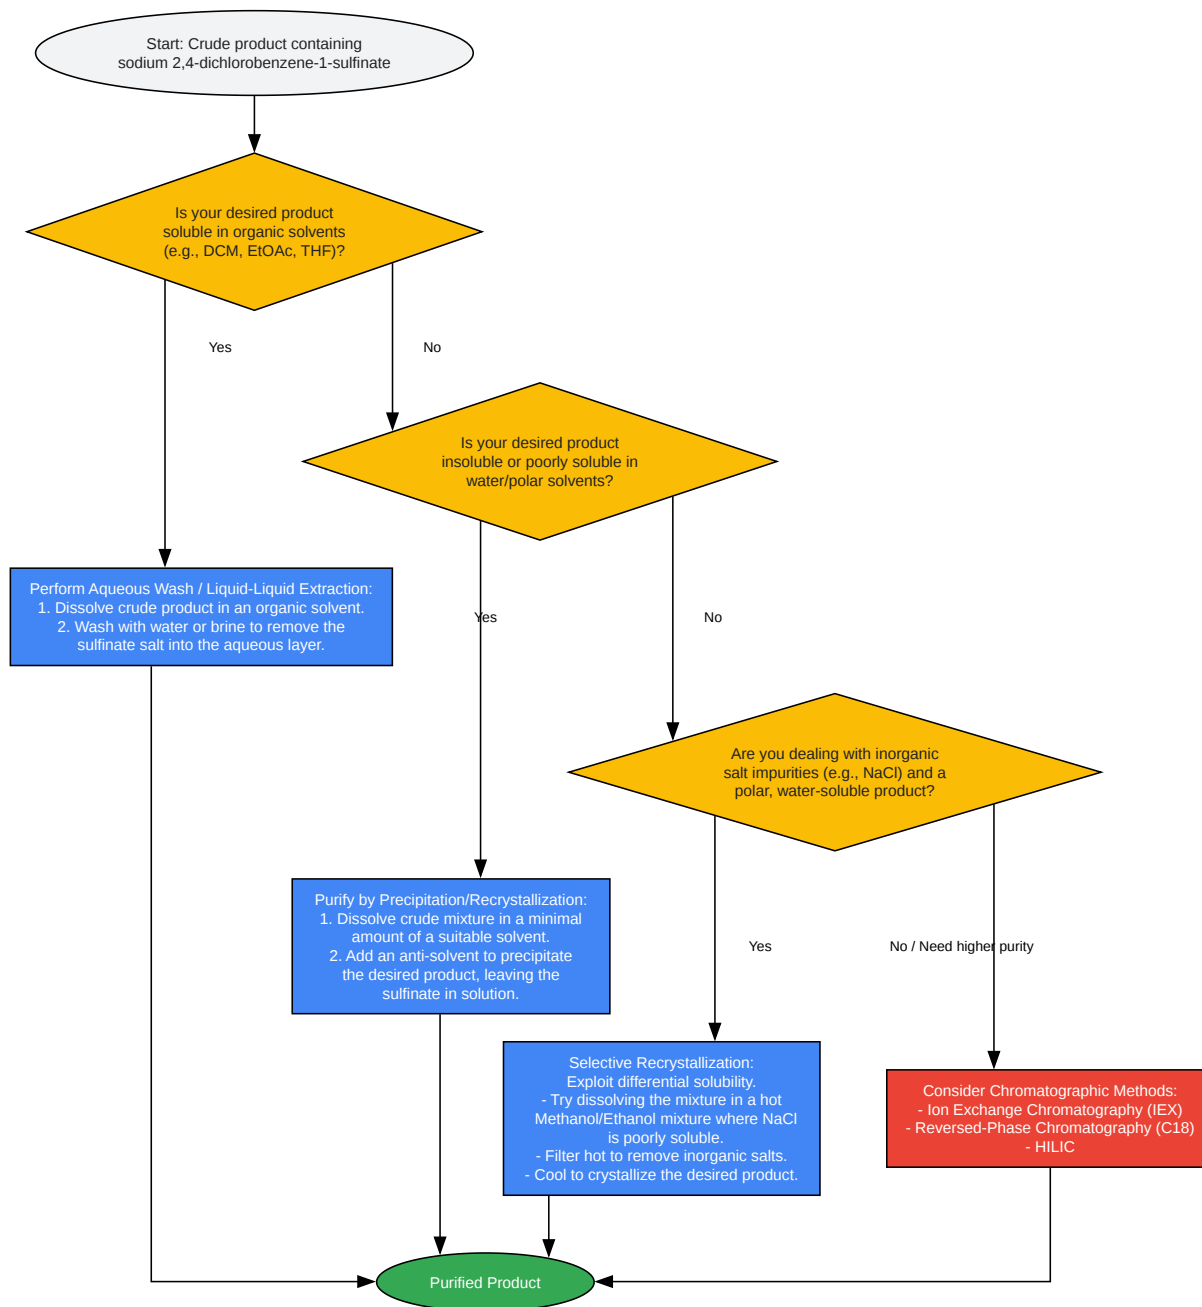 Start: Crude product containing
sodium 2,4-dichlorobenzene-1-sulfinate
Is your desired product
soluble in organic solvents
(e.g., DCM, EtOAc, THF)?
Yes
No
Is your desired product
insoluble or poorly soluble in
water/polar solvents?
Perform Aqueous Wash / Liquid-Liquid Extraction:
1. Dissolve crude product in an organic solvent.
2. Wash with water or brine to remove the
sulfinate salt into the aqueous layer.
Yes
No
Are you dealing with inorganic
salt impurities (e.g., NaCl) and a
polar, water-soluble product?
Purify by Precipitation/Recrystallization:
1. Dissolve crude mixture in a minimal
amount of a suitable solvent.
2. Add an anti-solvent to precipitate
the desired product, leaving the
sulfinate in solution.
Yes
No / Need higher purity
Selective Recrystallization:
Exploit differential solubility.
- Try dissolving the mixture in a hot
Methanol/Ethanol mixture where NaCl
is poorly soluble.
- Filter hot to remove inorganic salts.
- Cool to crystallize the desired product.
Consider Chromatographic Methods:
- Ion Exchange Chromatography (IEX)
- Reversed-Phase Chromatography (C18)
- HILIC
Purified Product